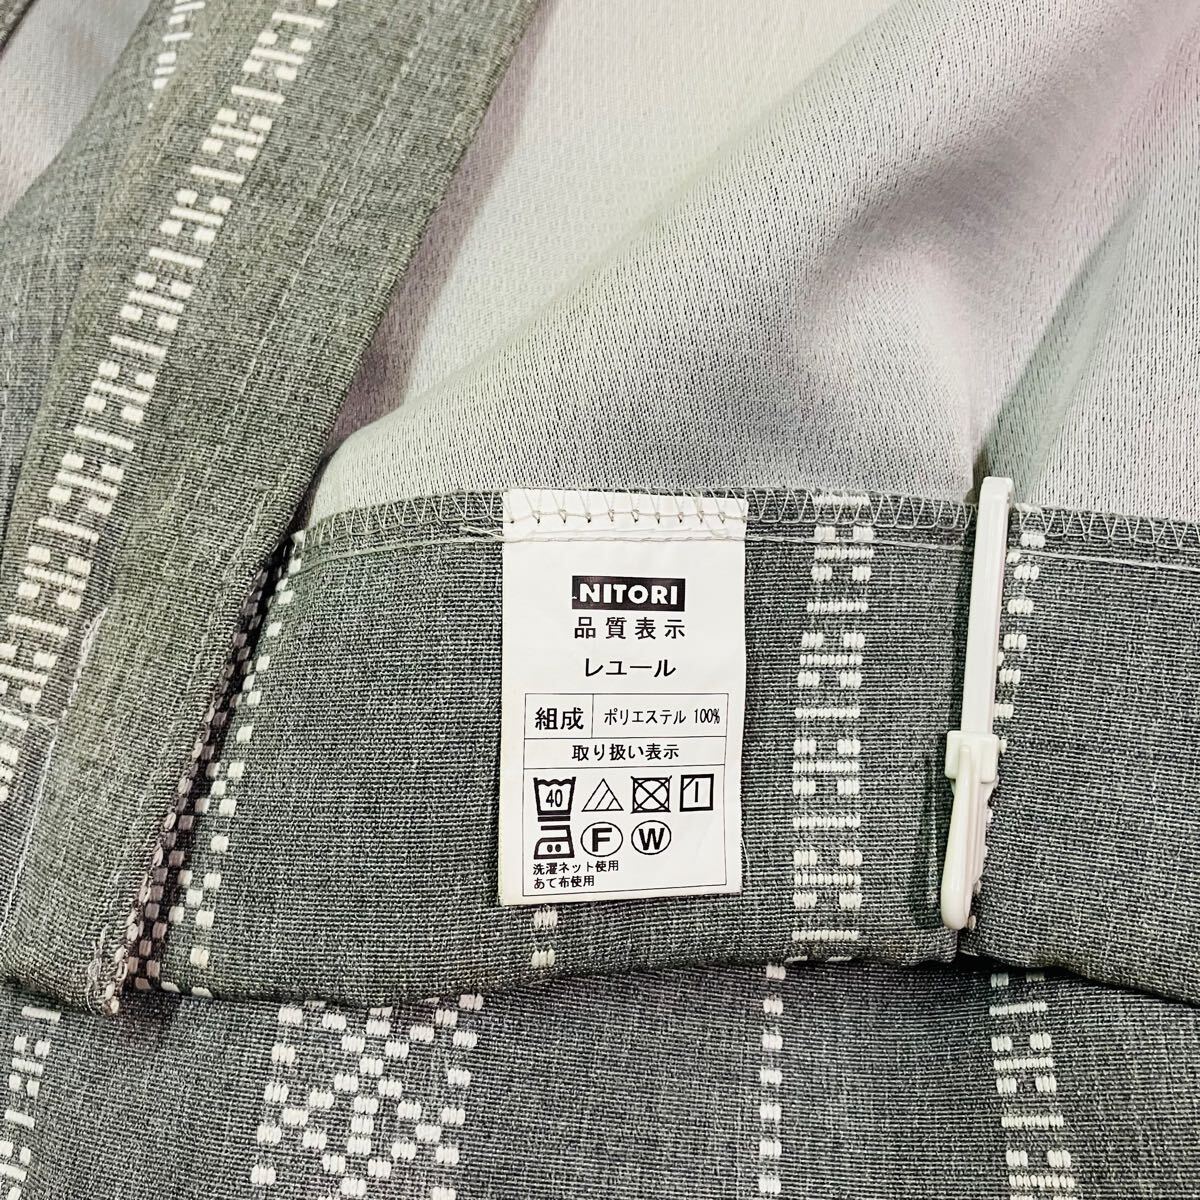 NITORI
品質表示
レユール
組成 ポリエステル 100%
取り扱い表示
40
F W
洗濯ネット使用
あて布使用